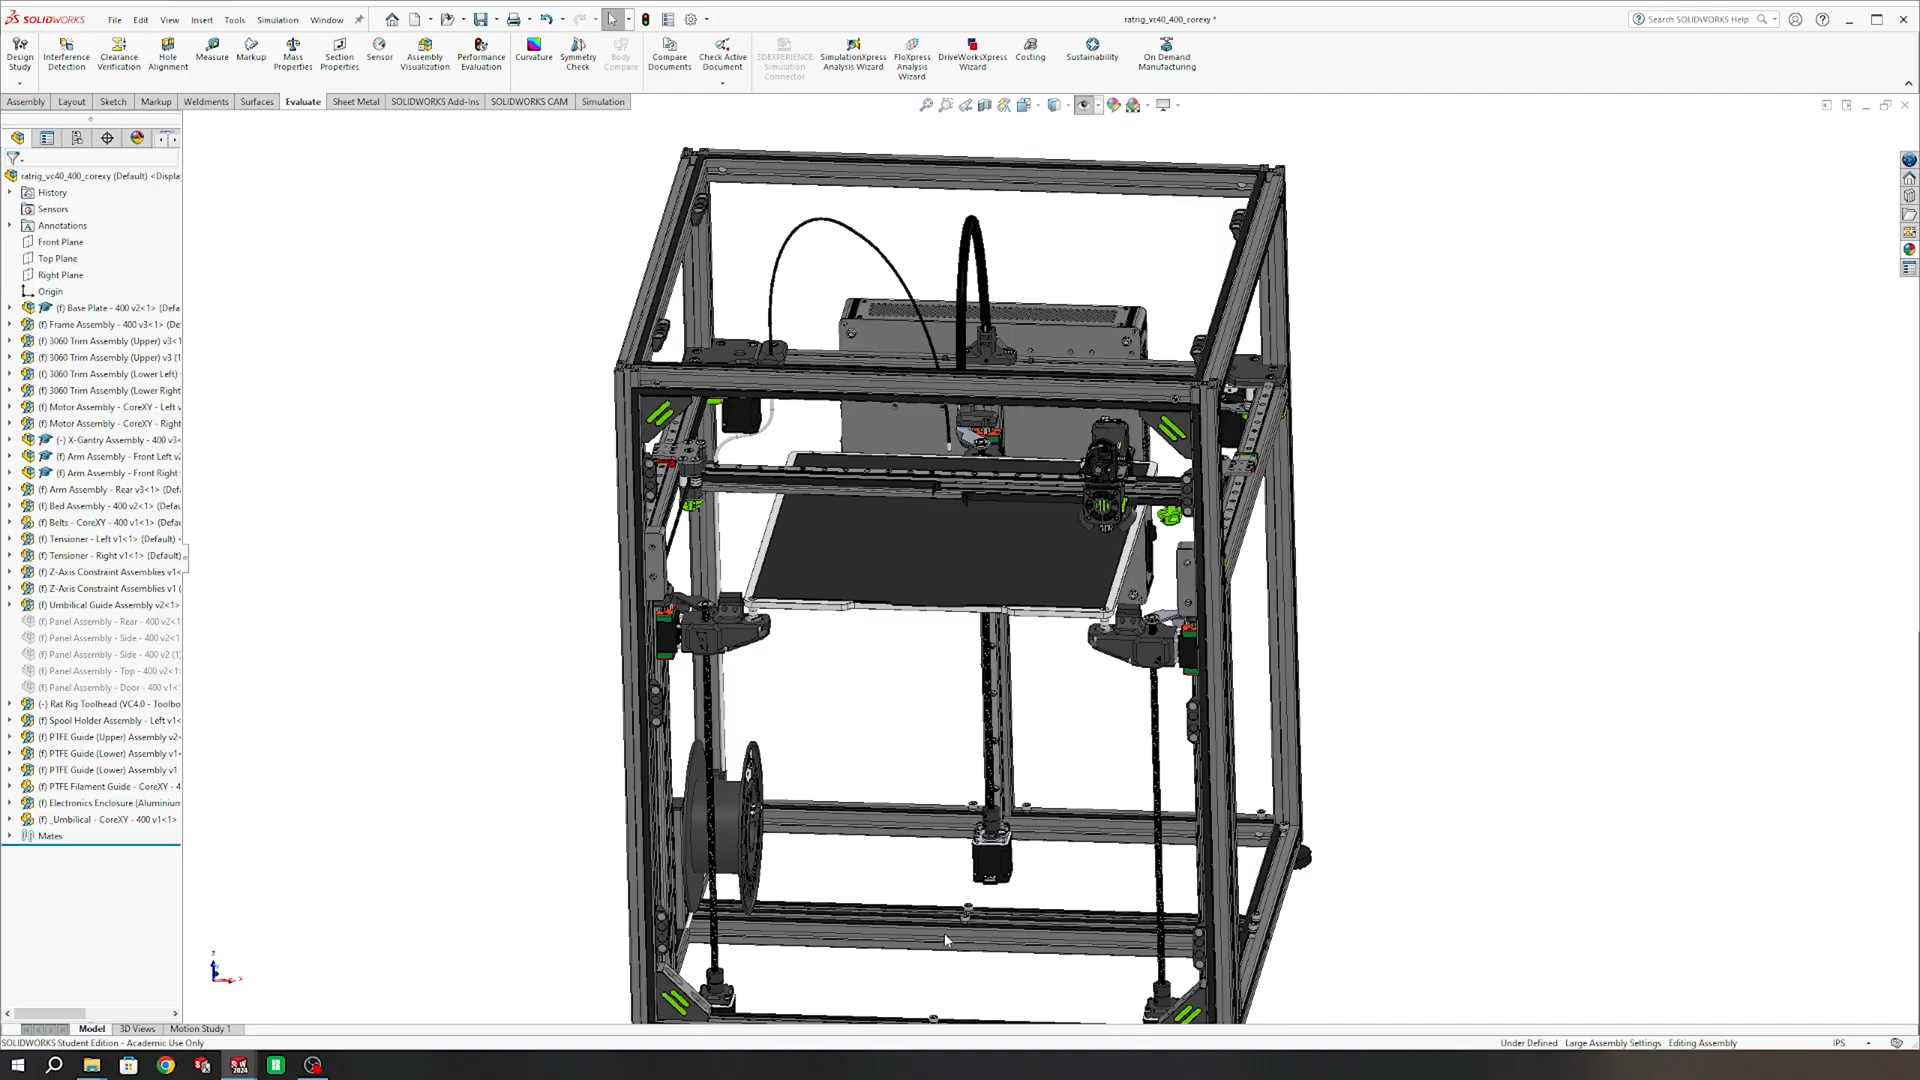 SOLIDWORKS
File Edit View Insert Tools Simulation Window
ratrig_vc40_400_corexy *
Search SOLIDWORKS Help
Design Study
Interference Detection
Clearance Verification
Hole Alignment
Measure
Markup
Mass Properties
Section Properties
Sensor
Assembly Visualization
Performance Evaluation
Curvature
Symmetry Check
Body Compare
Compare Documents
Check Active Document
3DEXPERIENCE Simulation Connector
SimulationXpress Analysis Wizard
FloXpress Analysis Wizard
DriveWorksXpress Wizard
Costing
Sustainability
On Demand Manufacturing
Assembly Layout Sketch Markup Weldments Surfaces Evaluate Sheet Metal SOLIDWORKS Add-Ins SOLIDWORKS CAM Simulation
ratrig_vc40_400_corexy (Default) <Displa
History
Sensors
Annotations
Front Plane
Top Plane
Right Plane
Origin
(f) Base Plate - 400 v2<1> (Defa
(f) Frame Assembly - 400 v3<1> (De
(f) 3060 Trim Assembly (Upper) v3<1
(f) 3060 Trim Assembly (Upper) v3 (1
(f) 3060 Trim Assembly (Lower Left)
(f) 3060 Trim Assembly (Lower Right
(f) Motor Assembly - CoreXY - Left v
(f) Motor Assembly - CoreXY - Right
(-) X-Gantry Assembly - 400 v3<
(f) Arm Assembly - Front Left v2
(f) Arm Assembly - Front Right
(f) Arm Assembly - Rear v3<1> (Defa
(f) Bed Assembly - 400 v2<1> (Defau
(f) Belts - CoreXY - 400 v1<1> (Defau
(f) Tensioner - Left v1<1> (Default) <
(f) Tensioner - Right v1<1> (Default)
(f) Z-Axis Constraint Assemblies v1<
(f) Z-Axis Constraint Assemblies v1 (
(f) Umbilical Guide Assembly v2<1>
(f) Panel Assembly - Rear - 400 v2<1
(f) Panel Assembly - Side - 400 v2<1
(f) Panel Assembly - Side - 400 v2 (1)
(f) Panel Assembly - Top - 400 v2<1>
(f) Panel Assembly - Door - 400 v1<
(-) Rat Rig Toolhead (VC4.0 - Toolbo
(f) Spool Holder Assembly - Left v1<
(f) PTFE Guide (Upper) Assembly v2<
(f) PTFE Guide (Lower) Assembly v1<
(f) PTFE Guide (Lower) Assembly v1
(f) PTFE Filament Guide - CoreXY - 4
(f) Electronics Enclosure (Aluminium
(f) _Umbilical - CoreXY - 400 v1<1>
Mates
Model 3D Views Motion Study 1
SOLIDWORKS Student Edition - Academic Use Only
Under Defined Large Assembly Settings Editing Assembly IPS